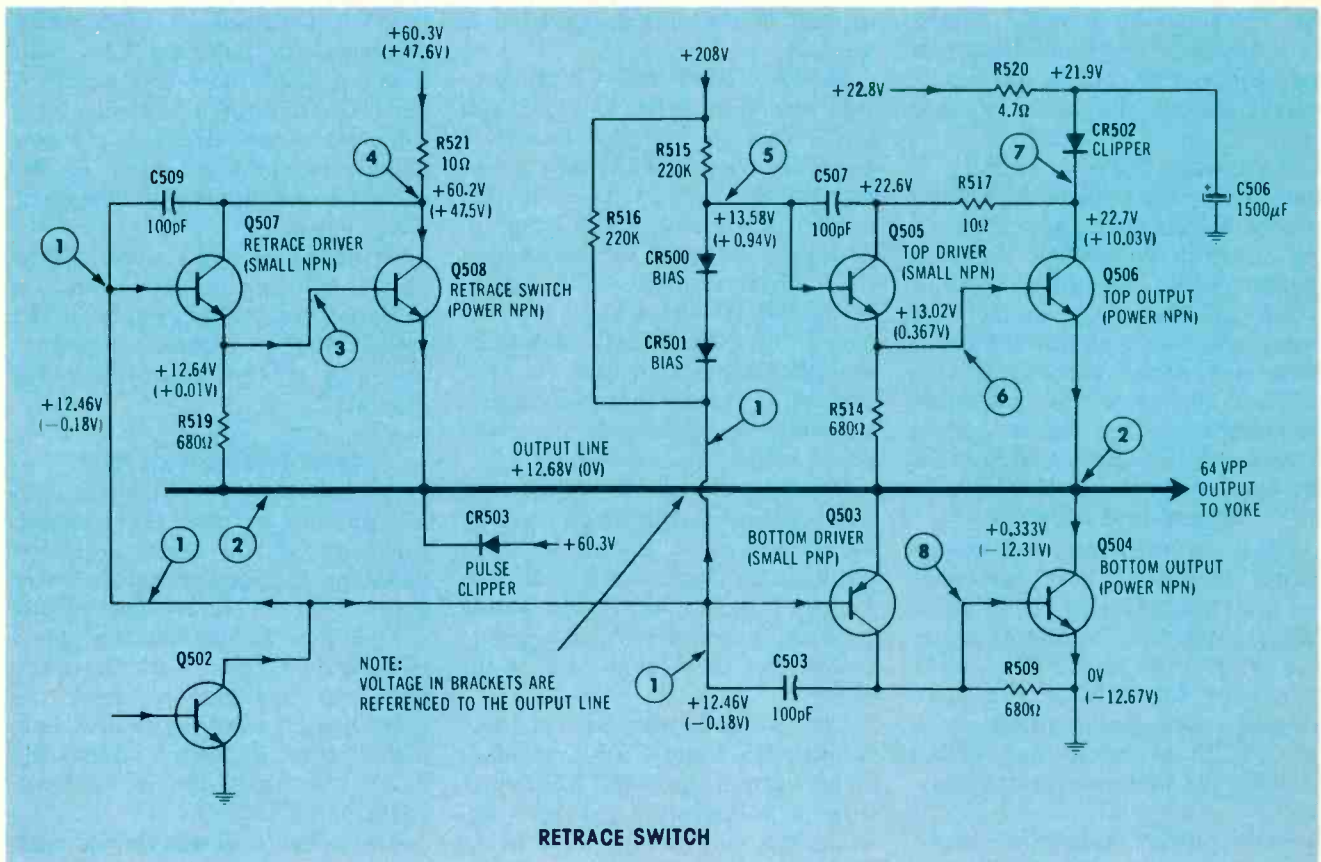 +60.3V
(+47.6V)
R521
10Ω
4
+60.2V
(+47.5V)
C509
100pF
1
Q507
RETRACE DRIVER
(SMALL NPN)
Q508
RETRACE SWITCH
(POWER NPN)
3
+12.64V
(+0.01V)
+12.46V
(−0.18V)
R519
680Ω
+208V
R515
220K
R516
220K
5
+13.58V
(+0.94V)
CR500
BIAS
CR501
BIAS
1
C507
100pF
+22.6V
R517
10Ω
Q505
TOP DRIVER
(SMALL NPN)
+13.02V
(0.367V)
6
R514
680Ω
+22.8V
R520
4.7Ω
+21.9V
CR502
CLIPPER
7
C506
1500μF
+
+22.7V
(+10.03V)
Q506
TOP OUTPUT
(POWER NPN)
2
OUTPUT LINE
+12.68V (0V)
64 VPP
OUTPUT
TO YOKE
1
2
CR503
+60.3V
PULSE
CLIPPER
Q503
BOTTOM DRIVER
(SMALL PNP)
8
+0.333V
(−12.31V)
Q504
BOTTOM OUTPUT
(POWER NPN)
Q502
NOTE:
VOLTAGE IN BRACKETS ARE
REFERENCED TO THE OUTPUT LINE
1
+12.46V
(−0.18V)
C503
100pF
R509
680Ω
0V
(−12.67V)
RETRACE SWITCH